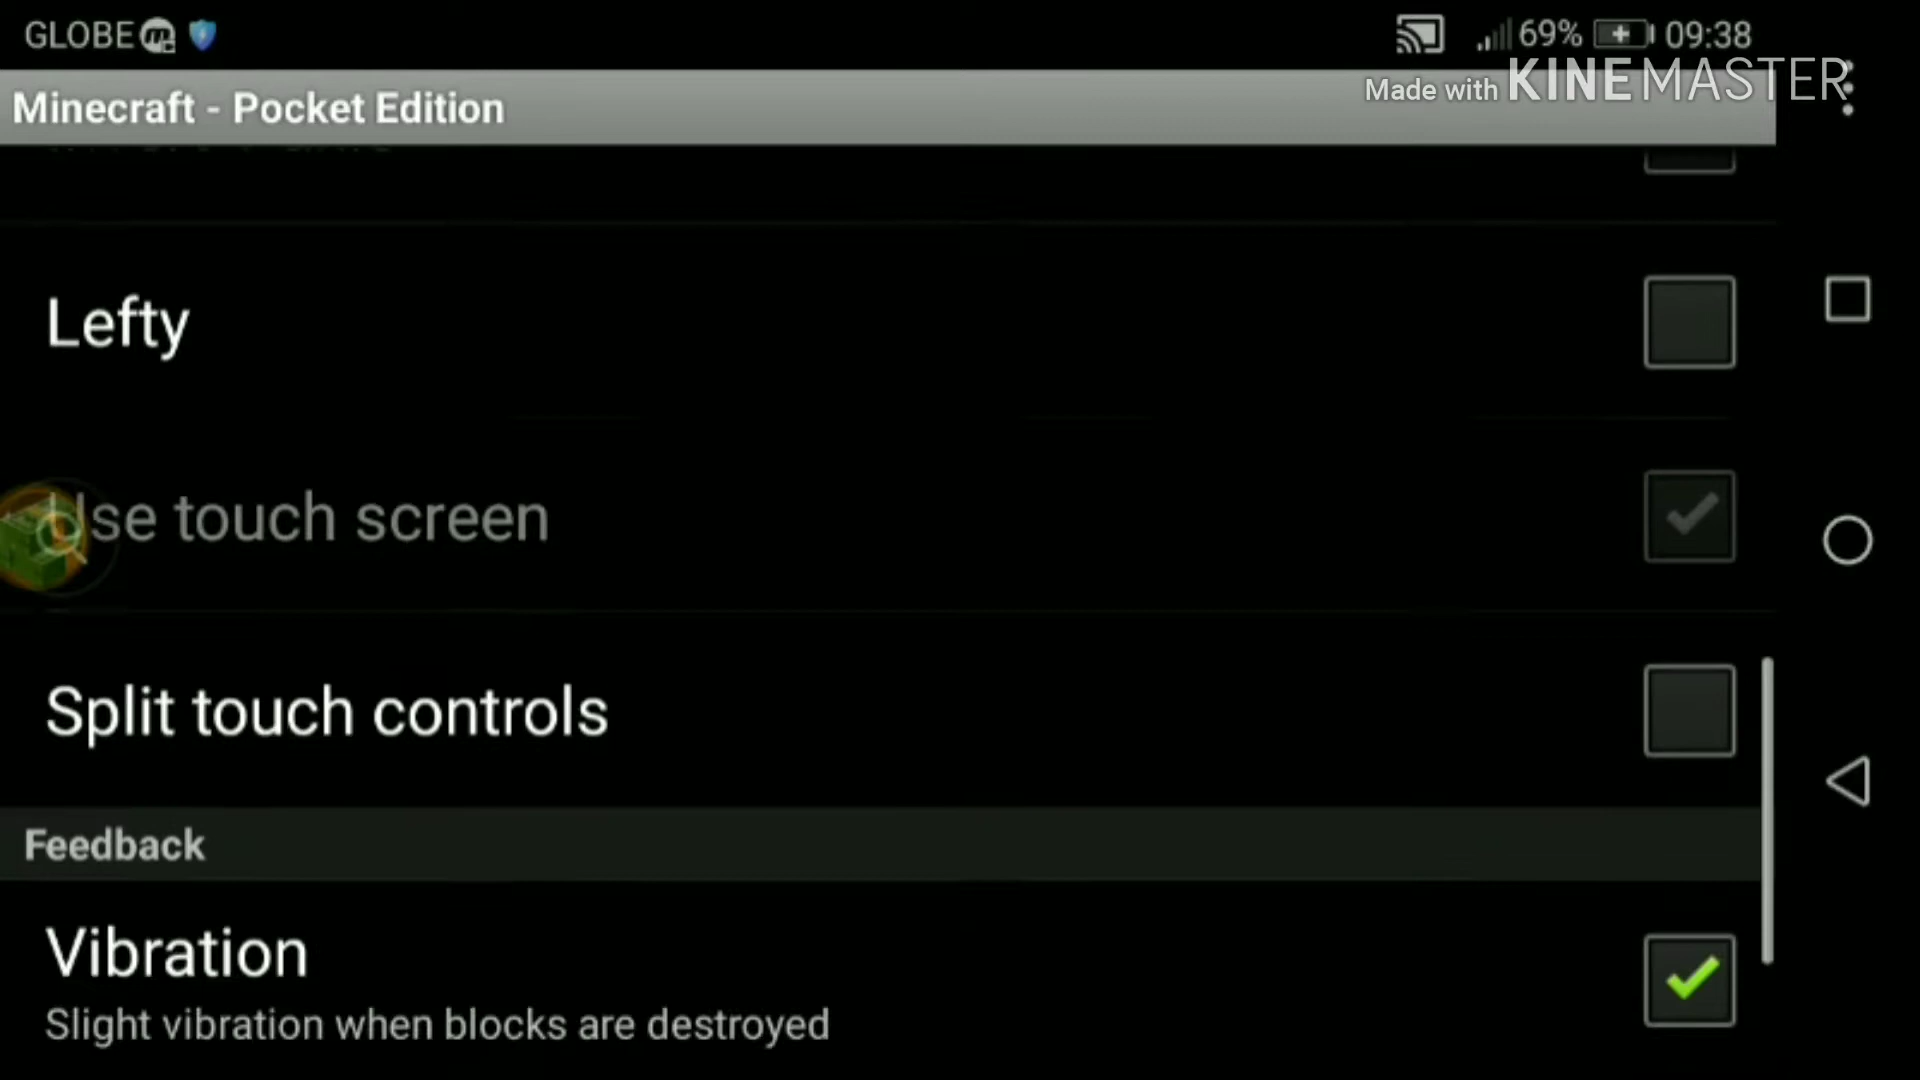 GLOBE 69% 09:38
Made with KINEMASTER
Minecraft - Pocket Edition
Lefty
Use touch screen
Split touch controls
Feedback
Vibration
Slight vibration when blocks are destroyed